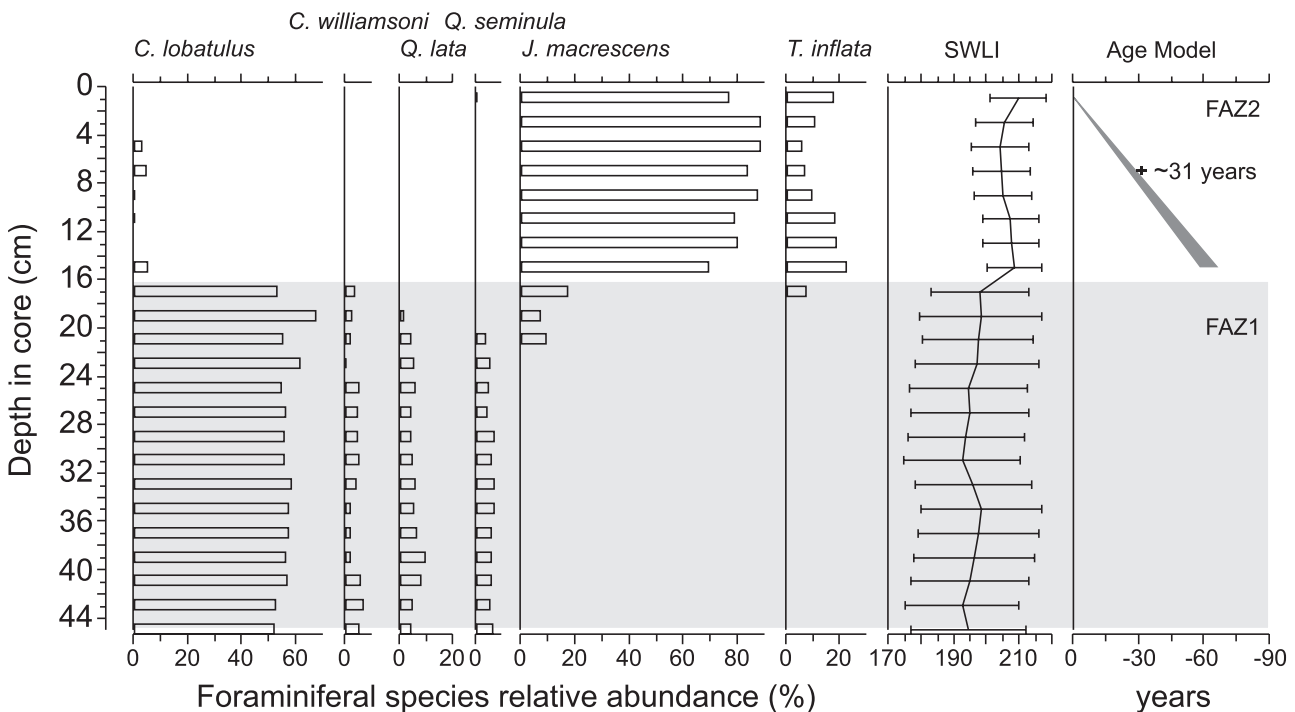 C. williamsoni Q. seminula
C. lobatulus Q. lata J. macrescens T. inflata SWLI Age Model
0
4
8
12
16
20
24
28
32
36
40
44
Depth in core (cm)
FAZ2
~31 years
FAZ1
0 20 40 60 0 0 20 0 0 20 40 60 80 0 20 170 190 210 0 -30 -60 -90
Foraminiferal species relative abundance (%) years